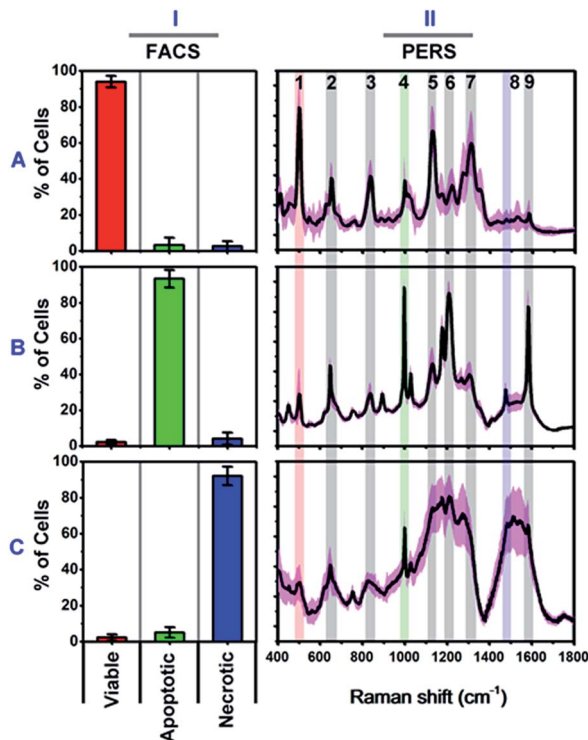 I II
FACS PERS
A
% of Cells
100
80
60
40
20
0
1 2 3 4 5 6 7 8 9
B
% of Cells
100
80
60
40
20
0
C
% of Cells
100
80
60
40
20
0
Viable
Apoptotic
Necrotic
400 600 800 1000 1200 1400 1600 1800
Raman shift (cm⁻¹)